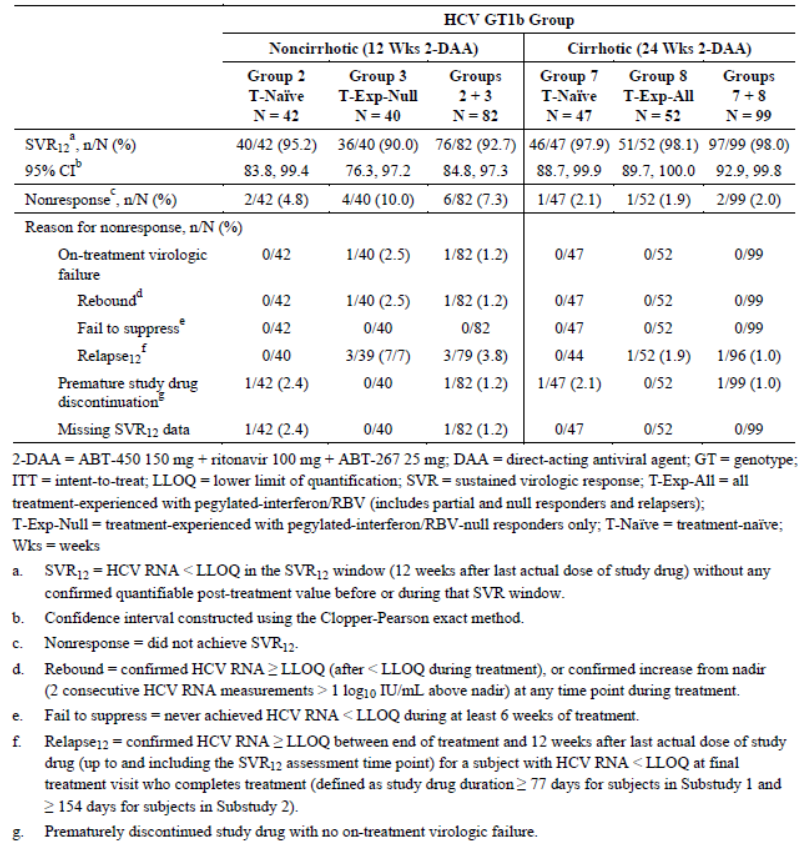 HCV GT1b Group
Noncirrhotic (12 Wks 2-DAA) Cirrhotic (24 Wks 2-DAA)
Group 2 Group 3 Groups Group 7 Group 8 Groups
T-Naïve T-Exp-Null 2 + 3 T-Naïve T-Exp-All 7 + 8
N = 42 N = 40 N = 82 N = 47 N = 52 N = 99
SVR12a, n/N (%) 40/42 (95.2) 36/40 (90.0) 76/82 (92.7) 46/47 (97.9) 51/52 (98.1) 97/99 (98.0)
95% CIb 83.8, 99.4 76.3, 97.2 84.8, 97.3 88.7, 99.9 89.7, 100.0 92.9, 99.8
Nonresponsec, n/N (%) 2/42 (4.8) 4/40 (10.0) 6/82 (7.3) 1/47 (2.1) 1/52 (1.9) 2/99 (2.0)
Reason for nonresponse, n/N (%)
On-treatment virologic 0/42 1/40 (2.5) 1/82 (1.2) 0/47 0/52 0/99
failure
Reboundd 0/42 1/40 (2.5) 1/82 (1.2) 0/47 0/52 0/99
Fail to suppresse 0/42 0/40 0/82 0/47 0/52 0/99
Relapse12f 0/40 3/39 (7/7) 3/79 (3.8) 0/44 1/52 (1.9) 1/96 (1.0)
Premature study drug 1/42 (2.4) 0/40 1/82 (1.2) 1/47 (2.1) 0/52 1/99 (1.0)
discontinuationg
Missing SVR12 data 1/42 (2.4) 0/40 1/82 (1.2) 0/47 0/52 0/99
2-DAA = ABT-450 150 mg + ritonavir 100 mg + ABT-267 25 mg; DAA = direct-acting antiviral agent; GT = genotype;
ITT = intent-to-treat; LLOQ = lower limit of quantification; SVR = sustained virologic response; T-Exp-All = all
treatment-experienced with pegylated-interferon/RBV (includes partial and null responders and relapsers);
T-Exp-Null = treatment-experienced with pegylated-interferon/RBV-null responders only; T-Naïve = treatment-naïve;
Wks = weeks
a. SVR12 = HCV RNA < LLOQ in the SVR12 window (12 weeks after last actual dose of study drug) without any
confirmed quantifiable post-treatment value before or during that SVR window.
b. Confidence interval constructed using the Clopper-Pearson exact method.
c. Nonresponse = did not achieve SVR12.
d. Rebound = confirmed HCV RNA ≥ LLOQ (after < LLOQ during treatment), or confirmed increase from nadir
(2 consecutive HCV RNA measurements > 1 log10 IU/mL above nadir) at any time point during treatment.
e. Fail to suppress = never achieved HCV RNA < LLOQ during at least 6 weeks of treatment.
f. Relapse12 = confirmed HCV RNA ≥ LLOQ between end of treatment and 12 weeks after last actual dose of study
drug (up to and including the SVR12 assessment time point) for a subject with HCV RNA < LLOQ at final
treatment visit who completes treatment (defined as study drug duration ≥ 77 days for subjects in Substudy 1 and
≥ 154 days for subjects in Substudy 2).
g. Prematurely discontinued study drug with no on-treatment virologic failure.